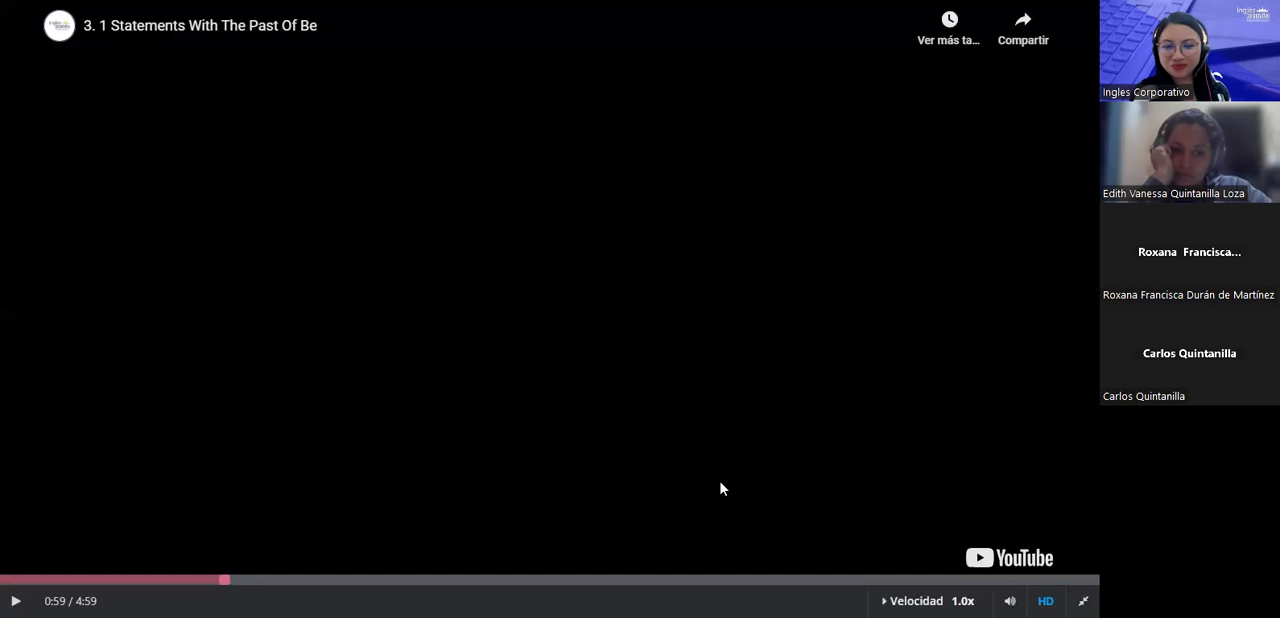 3. 1 Statements With The Past Of Be
Ver más ta...
Compartir
Ingles Corporativo
Edith Vanessa Quintanilla Loza
Roxana Francisca...
Roxana Francisca Durán de Martínez
Carlos Quintanilla
Carlos Quintanilla
YouTube
0:59 / 4:59
Velocidad 1.0x
HD